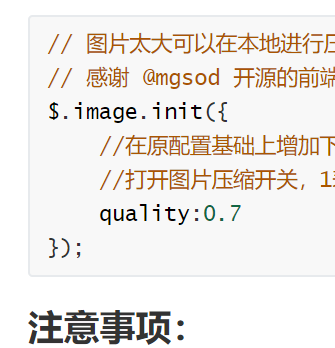 // 图片太大可以在本地进行压
// 感谢 @mgsod 开源的前端
$.image.init({
//在原配置基础上增加下
//打开图片压缩开关，1表
quality:0.7
});
注意事项：